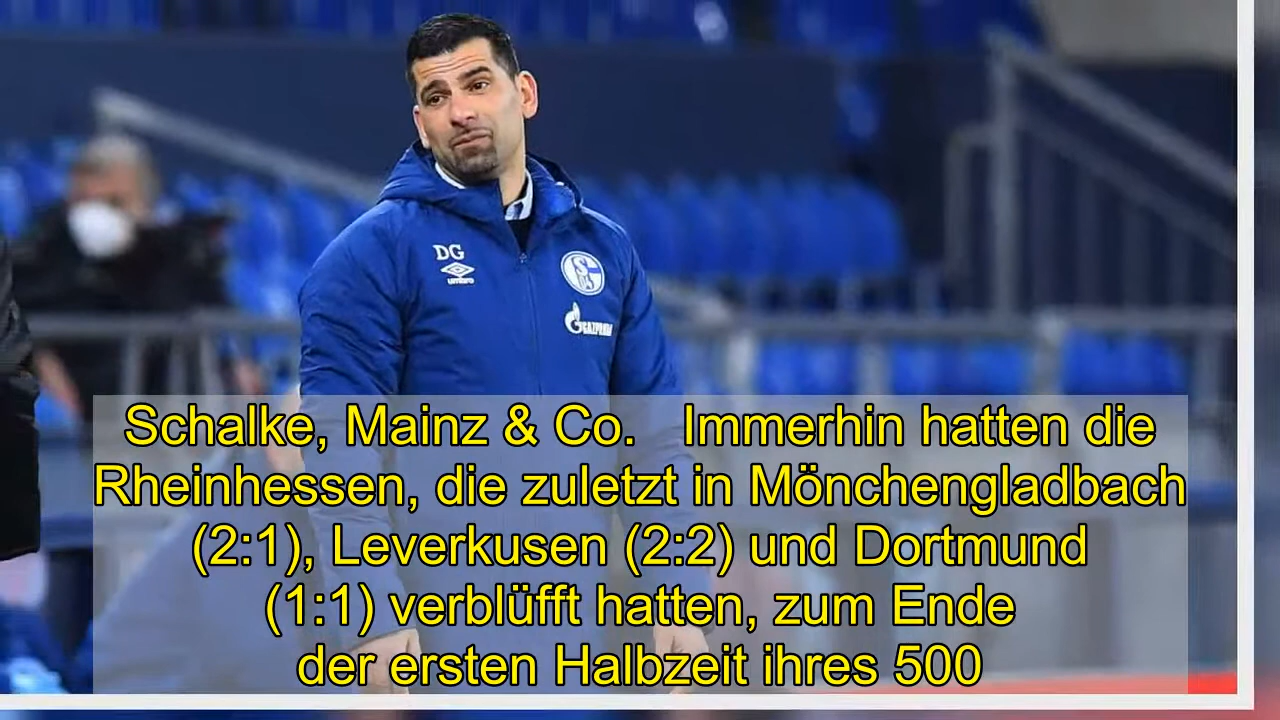 DG
umbro
S04
GAZPROM
Schalke, Mainz & Co. Immerhin hatten die
Rheinhessen, die zuletzt in Mönchengladbach
(2:1), Leverkusen (2:2) und Dortmund
(1:1) verblüfft hatten, zum Ende
der ersten Halbzeit ihres 500